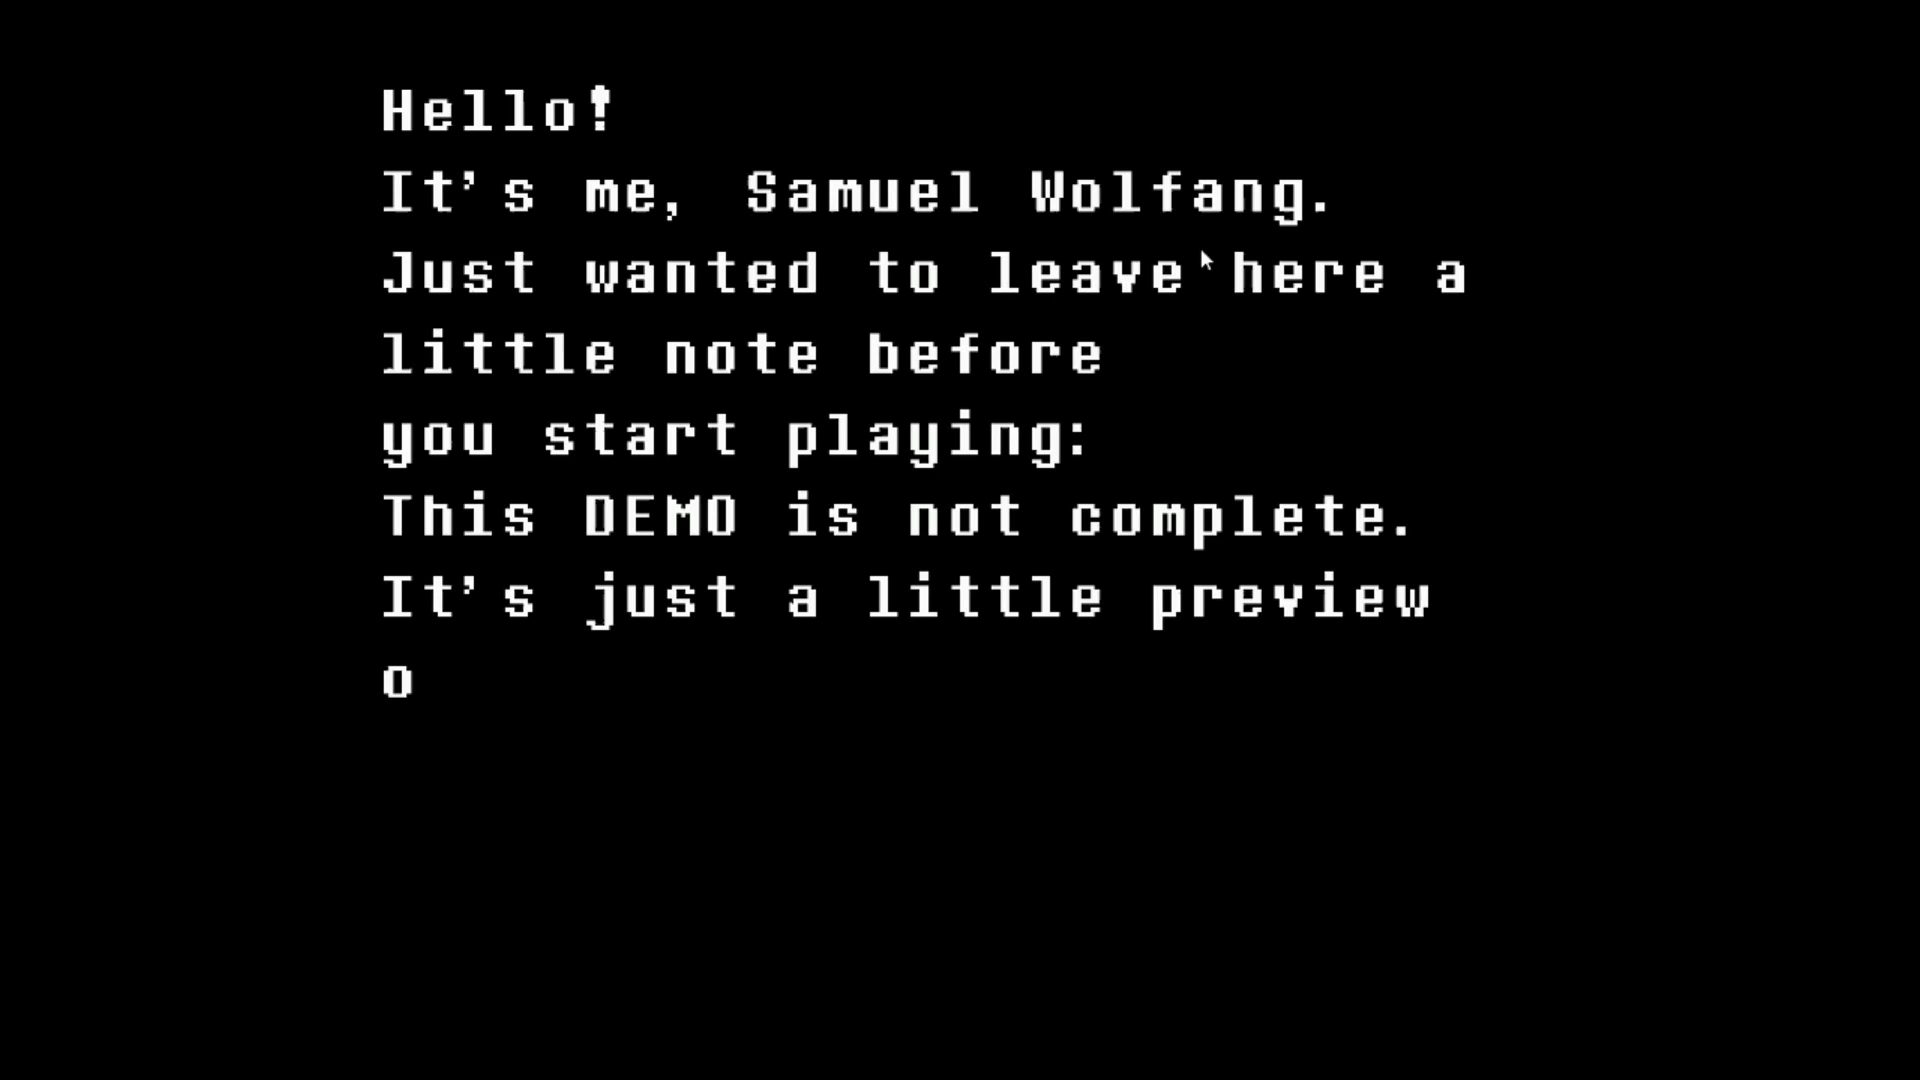 Hello!
It's me, Samuel Wolfang.
Just wanted to leave here a
little note before
you start playing:
This DEMO is not complete.
It's just a little preview
o